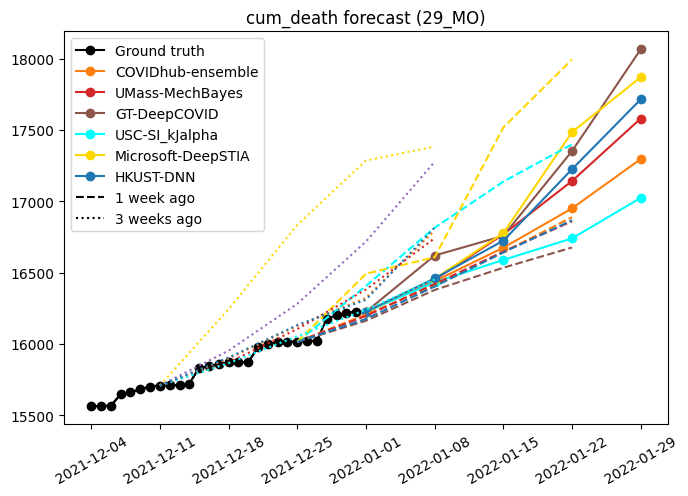 cum_death forecast (29_MO)
Ground truth
COVIDhub-ensemble
UMass-MechBayes
GT-DeepCOVID
USC-SI_kJalpha
Microsoft-DeepSTIA
HKUST-DNN
1 week ago
3 weeks ago
18000
17500
17000
16500
16000
15500
2021-12-04
2021-12-11
2021-12-18
2021-12-25
2022-01-01
2022-01-08
2022-01-15
2022-01-22
2022-01-29